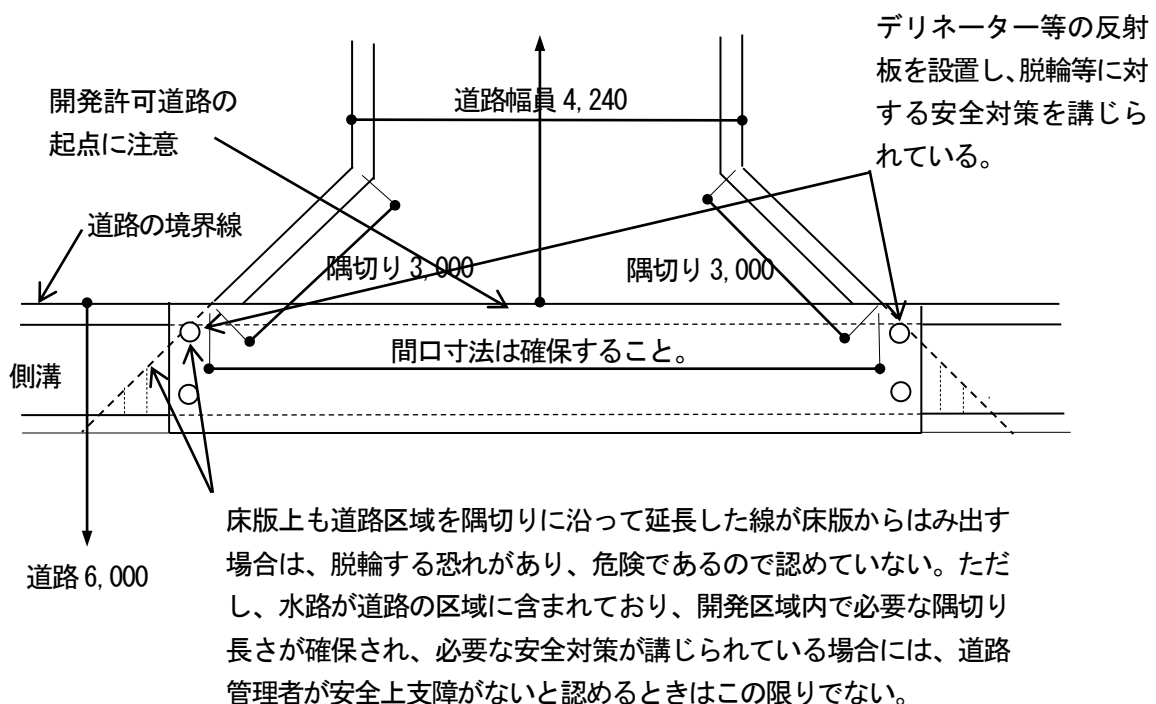 デリネーター等の反射
板を設置し、脱輪等に対
する安全対策を講じら
れている。
開発許可道路の
起点に注意
道路幅員4,240
道路の境界線
隅切り3,000
隅切り3,000
間口寸法は確保すること。
側溝
道路6,000
床版上も道路区域を隅切りに沿って延長した線が床版からはみ出す
場合は、脱輪する恐れがあり、危険であるので認めていない。ただ
し、水路が道路の区域に含まれており、開発区域内で必要な隅切り
長さが確保され、必要な安全対策が講じられている場合には、道路
管理者が安全上支障がないと認めるときはこの限りでない。